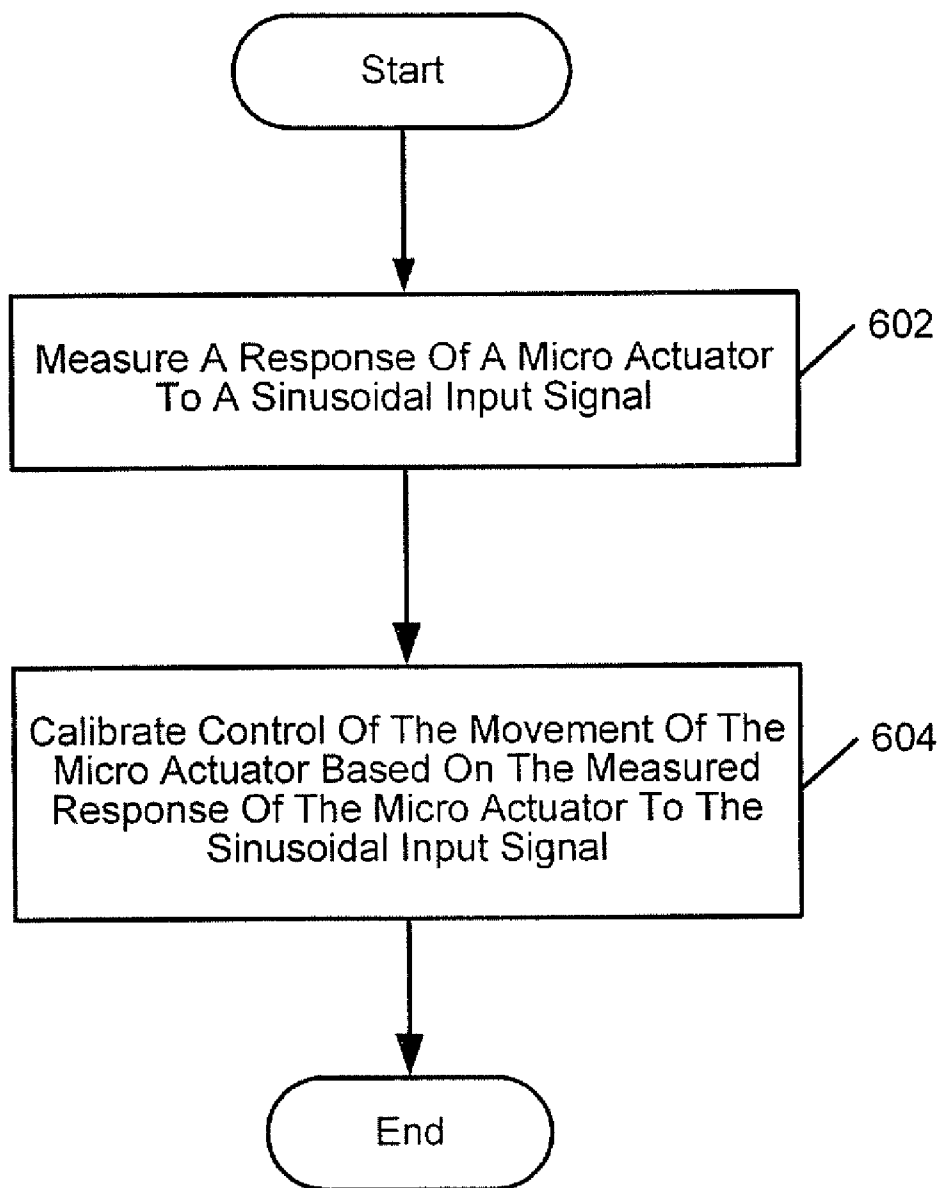 Start
Measure A Response Of A Micro Actuator
To A Sinusoidal Input Signal
602
Calibrate Control Of The Movement Of The
Micro Actuator Based On The Measured
Response Of The Micro Actuator To The
Sinusoidal Input Signal
604
End